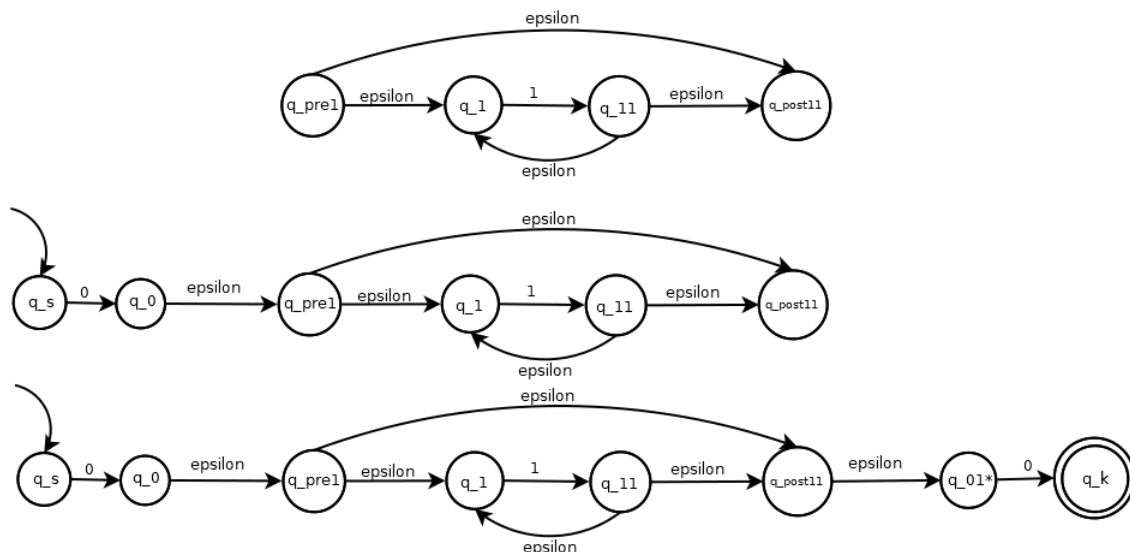 epsilon
q_pre1 epsilon q_1 1 q_11 epsilon q_post11
epsilon
epsilon
q_s 0 q_0 epsilon q_pre1 epsilon q_1 1 q_11 epsilon q_post11
epsilon
epsilon
q_s 0 q_0 epsilon q_pre1 epsilon q_1 1 q_11 epsilon q_post11 epsilon q_01* 0 q_k
epsilon